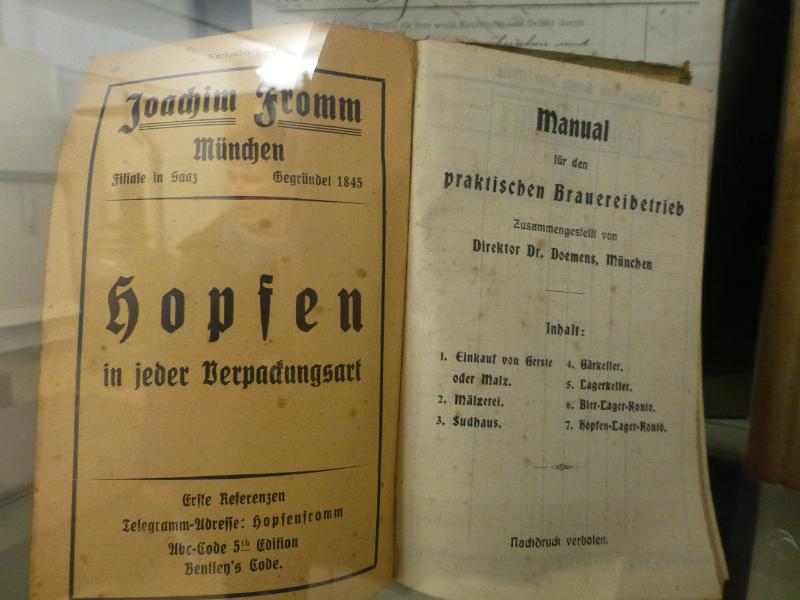 Joachim Fromm
München
Filiale in Saaz Gegründet 1845
Hopfen
in jeder Verpackungsart
Erste Referenzen
Telegramm-Adresse: Hopfenfromm
Abc-Code 5th Edition
Bentley's Code.
Manual
für den
praktischen Brauereibetrieb
Zusammengestellt von
Direktor Dr. Doemens, München
Inhalt:
1. Einkauf von Gerste
oder Malz.
2. Mälzerei.
3. Sudhaus.
4. Gärkeller.
5. Lagerkeller.
6. Bier-Lager-Konto.
7. Hopfen-Lager-Konto.
Nachdruck verboten.